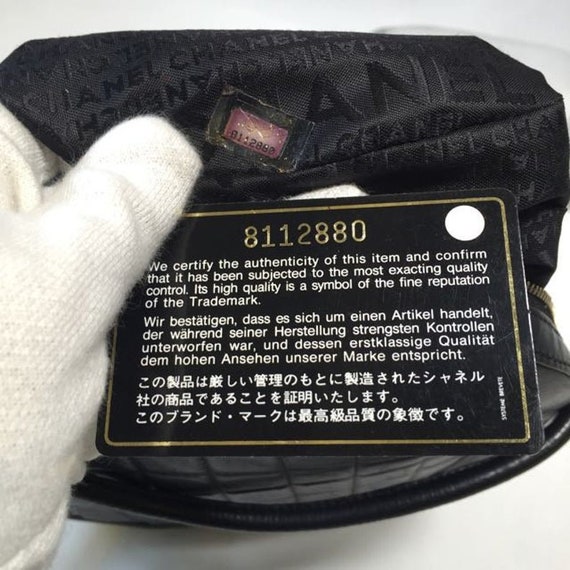 CHANEL CHANEL
CHANEL
8112880
8112880
We certify the authenticity of this item and confirm
that it has been subjected to the most exacting quality
control. Its high quality is a symbol of the fine reputation
of the Trademark.
Wir bestätigen, dass es sich um einen Artikel handelt,
der während seiner Herstellung strengsten Kontrollen
unterworfen war, und dessen erstklassige Qualität
dem hohen Ansehen unserer Marke entspricht.
この製品は厳しい管理のもとに製造されたシャネル
社の商品であることを証明いたします。
このブランド・マークは最高級品質の象徴です。
SYSTEME BREVETE